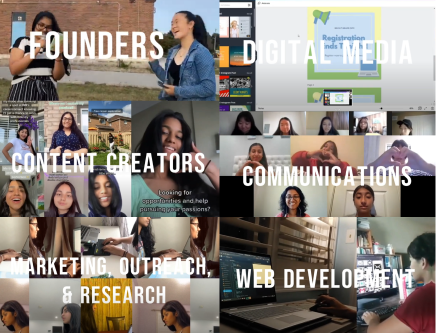 FOUNDERS
DIGITAL MEDIA
Registration
CONTENT CREATORS
Looking for
opportunities and help
pursuing your passions?
COMMUNICATIONS
MARKETING, OUTREACH,
& RESEARCH
WEB DEVELOPMENT